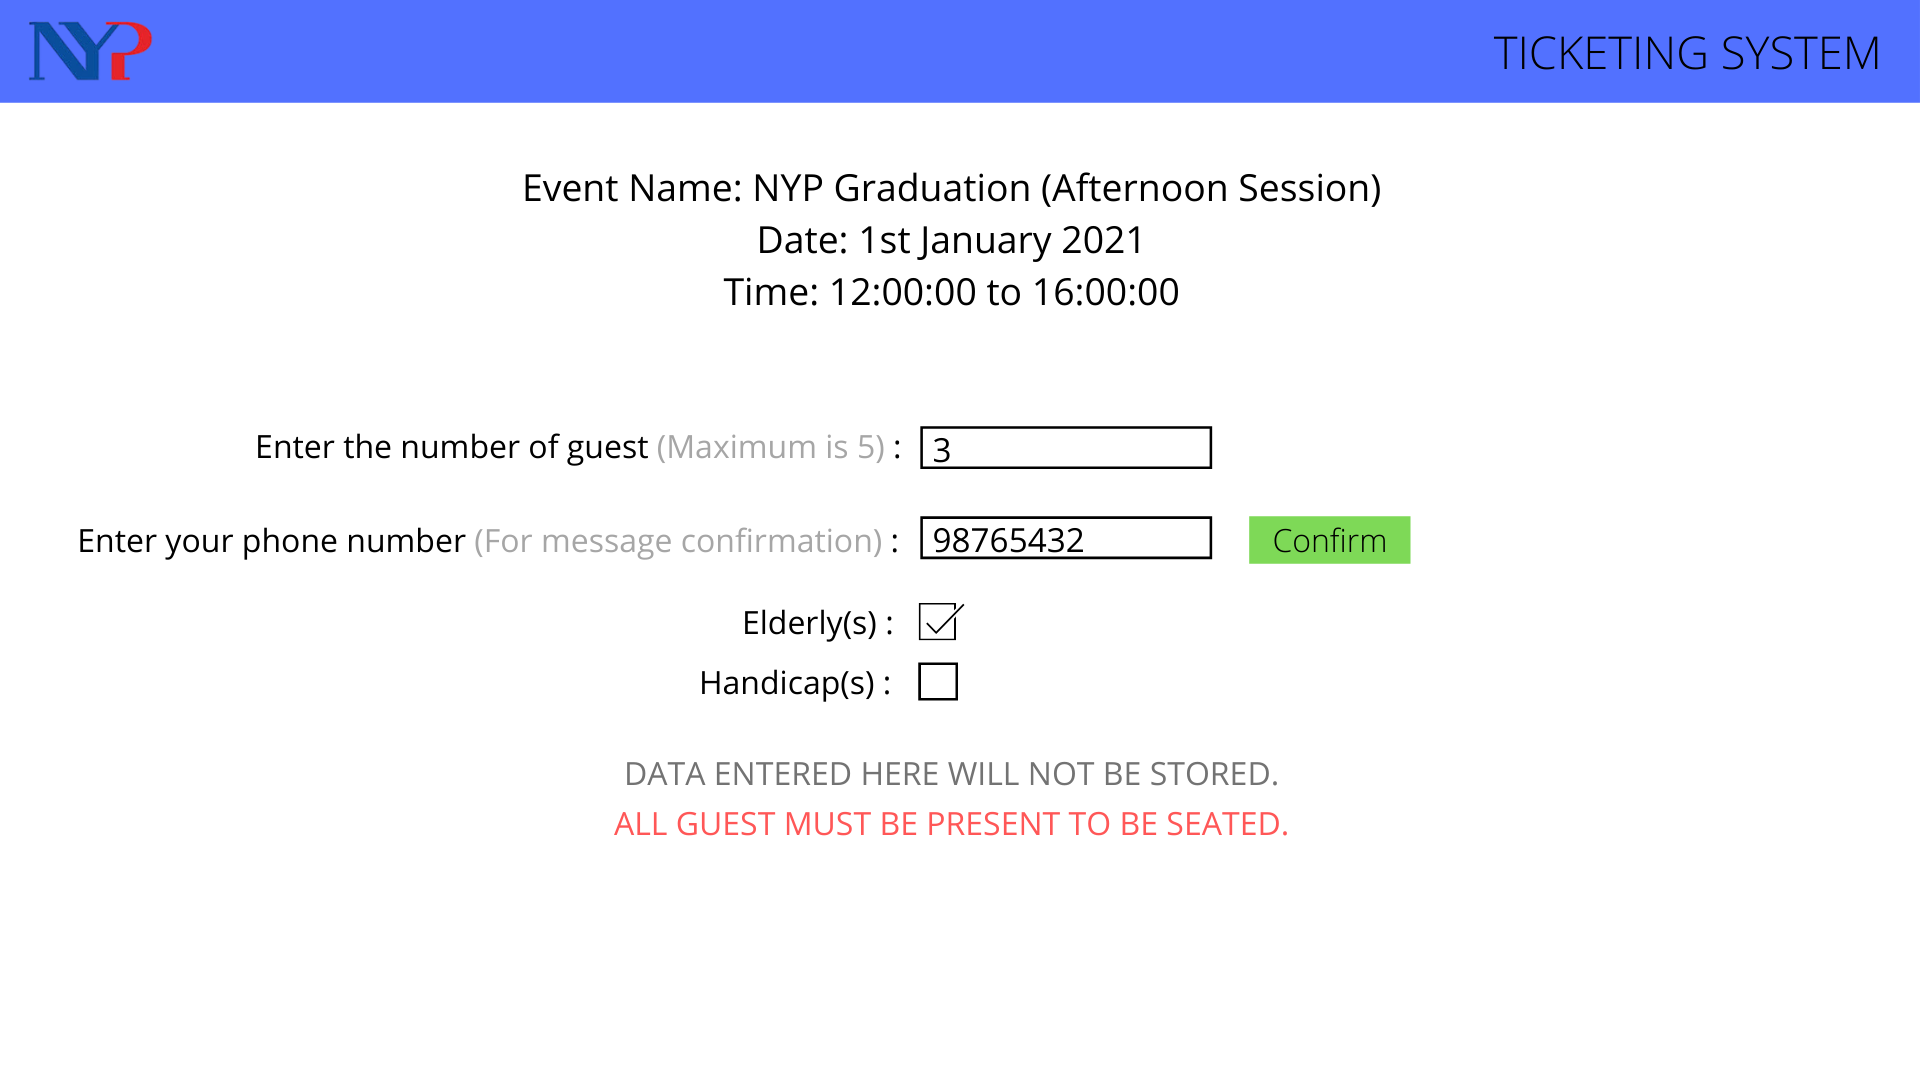 NYP
TICKETING SYSTEM
Event Name: NYP Graduation (Afternoon Session)
Date: 1st January 2021
Time: 12:00:00 to 16:00:00
Enter the number of guest (Maximum is 5) : 3
Enter your phone number (For message confirmation) : 98765432 Confirm
Elderly(s) :
Handicap(s) :
DATA ENTERED HERE WILL NOT BE STORED.
ALL GUEST MUST BE PRESENT TO BE SEATED.